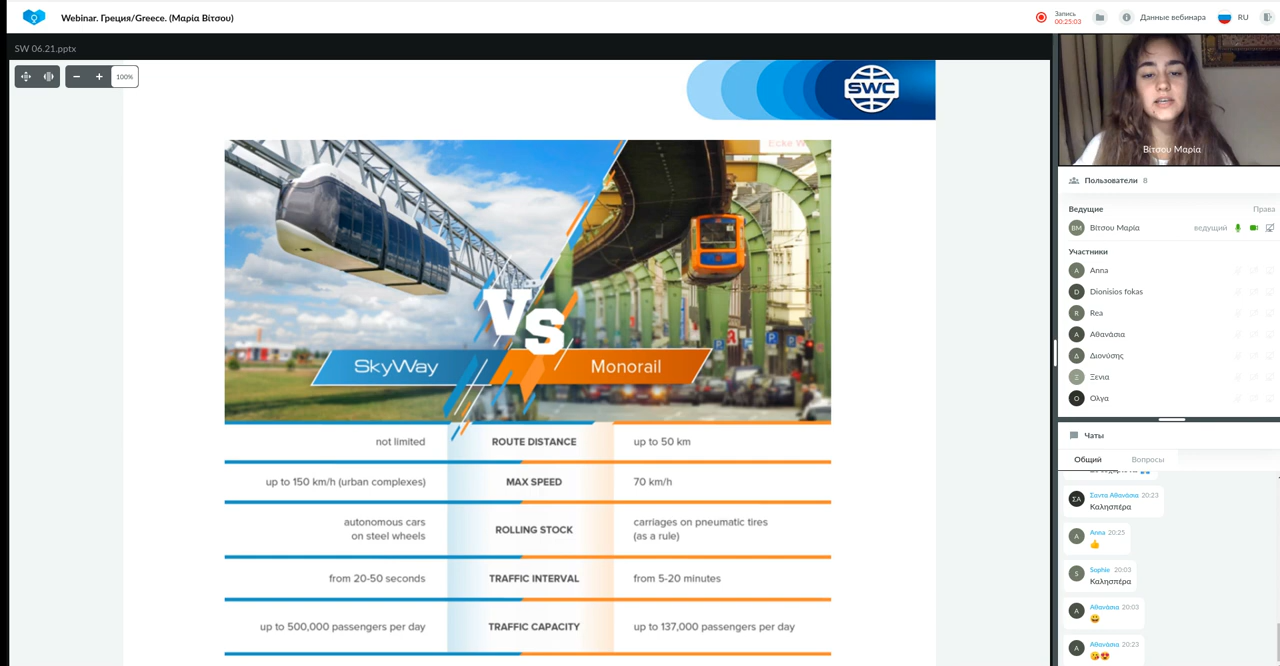 Webinar. Греция/Greece. (Μαρία Βίτσου)
Запись
00:25:03
Данные вебинара
RU
SW 06.21.pptx
100%
SWC
VS
SkyWay
Monorail
not limited
ROUTE DISTANCE
up to 50 km
up to 150 km/h (urban complexes)
MAX SPEED
70 km/h
autonomous cars
on steel wheels
ROLLING STOCK
carriages on pneumatic tires
(as a rule)
from 20-50 seconds
TRAFFIC INTERVAL
from 5-20 minutes
up to 500,000 passengers per day
TRAFFIC CAPACITY
up to 137,000 passengers per day
Βίτσου Μαρία
Пользователи 8
Ведущие
Права
ВМ Βίτσου Μαρία ведущий
Участники
A Anna
D Dionisios fokas
R Rea
Α Αθανάσια
Δ Διονύσης
Ξ Ξενια
Ο Ολγα
Чаты
Общий
Вопросы
ΣΑ Σαντα Αθανάσια 20:23
Καλησπέρα
A Anna 20:25
👍
S Sophie 20:03
Καλησπέρα
Α Αθανάσια 20:03
😀
Α Αθανάσια 20:23
😘😍